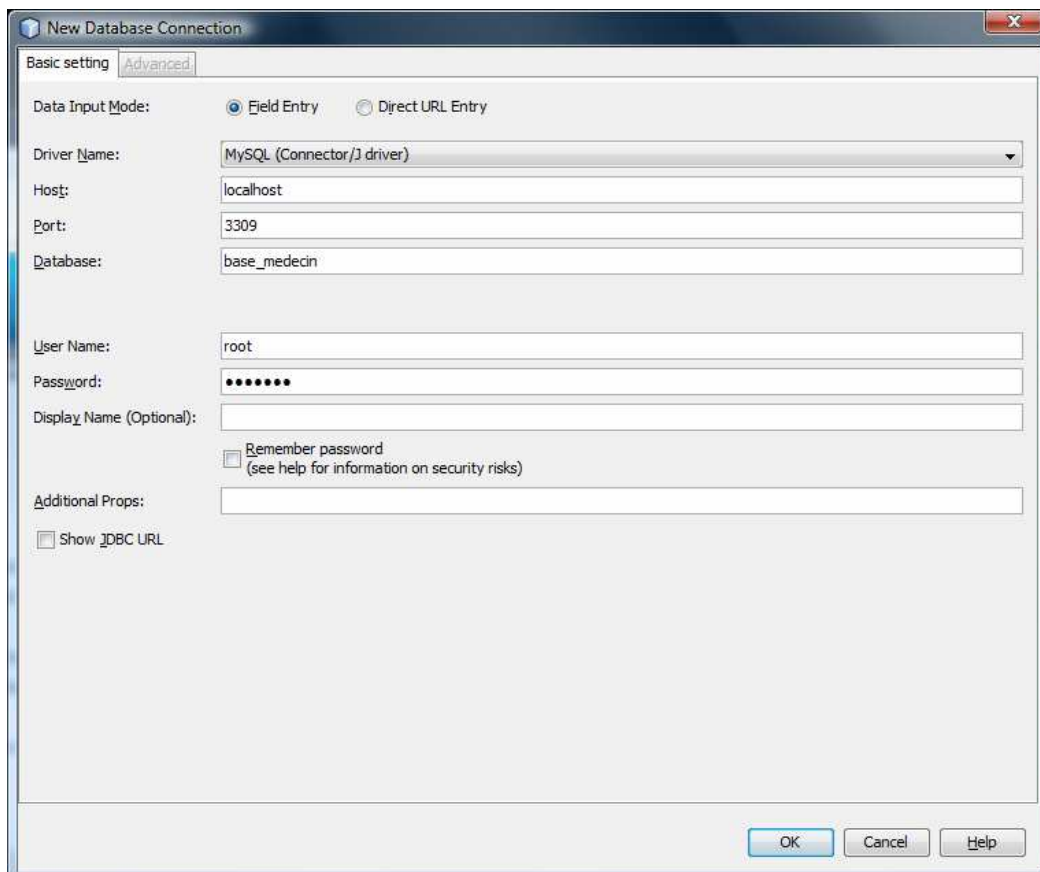 New Database Connection
Basic setting Advanced
Data Input Mode: Field Entry Direct URL Entry
Driver Name: MySQL (Connector/J driver)
Host: localhost
Port: 3309
Database: base_medecin
User Name: root
Password: •••••••
Display Name (Optional):
Remember password
(see help for information on security risks)
Additional Props:
Show JDBC URL
OK Cancel Help